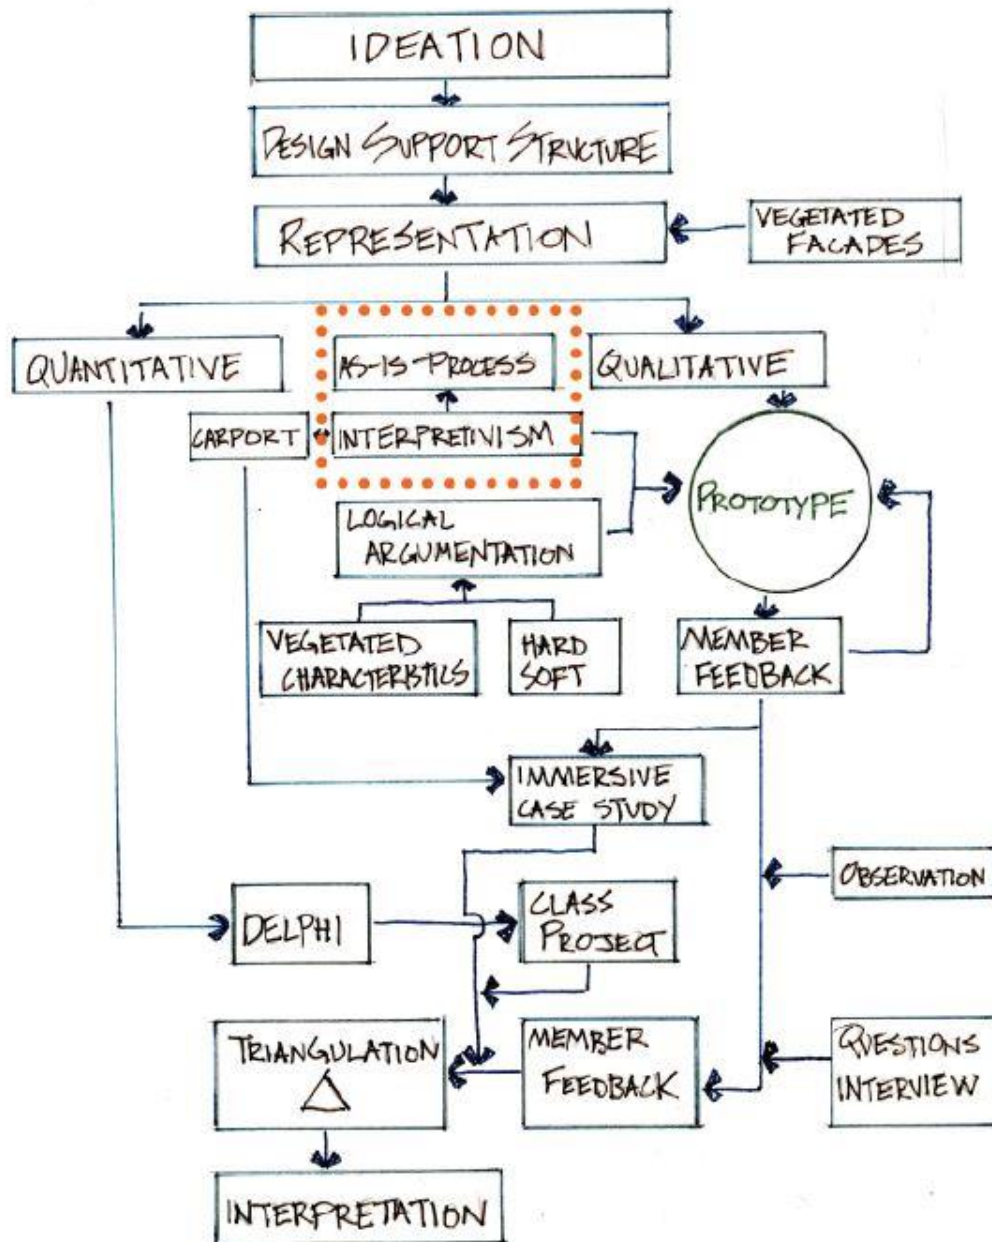 IDEATION
DESIGN SUPPORT STRUCTURE
REPRESENTATION
VEGETATED
FACADES
QUANTITATIVE
AS-IS-PROCESS
QUALITATIVE
CARPORT
INTERPRETIVISM
PROTOTYPE
LOGICAL
ARGUMENTATION
VEGETATED
CHARACTERISTICS
HARD
SOFT
MEMBER
FEEDBACK
IMMERSIVE
CASE STUDY
OBSERVATION
DELPHI
CLASS
PROJECT
TRIANGULATION
MEMBER
FEEDBACK
QUESTIONS
INTERVIEW
INTERPRETATION